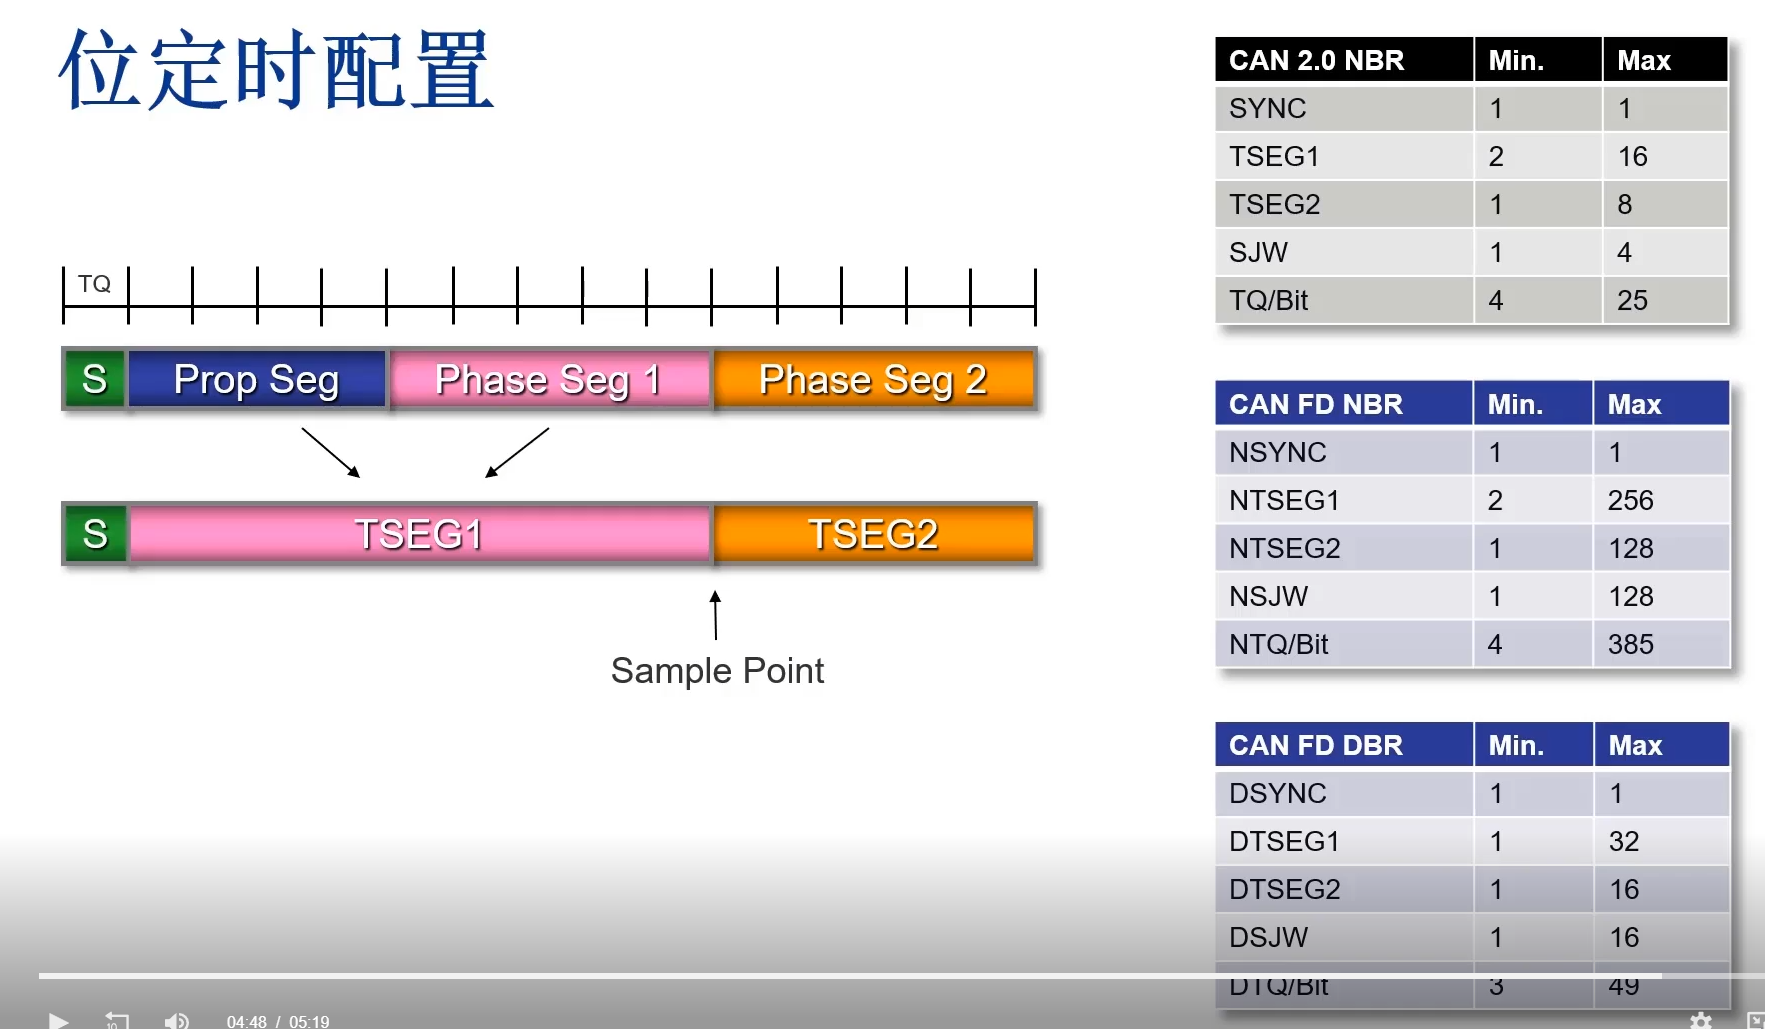 位定时配置
TQ
S Prop Seg Phase Seg 1 Phase Seg 2
S TSEG1 TSEG2
Sample Point
CAN 2.0 NBR Min. Max
SYNC 1 1
TSEG1 2 16
TSEG2 1 8
SJW 1 4
TQ/Bit 4 25
CAN FD NBR Min. Max
NSYNC 1 1
NTSEG1 2 256
NTSEG2 1 128
NSJW 1 128
NTQ/Bit 4 385
CAN FD DBR Min. Max
DSYNC 1 1
DTSEG1 1 32
DTSEG2 1 16
DSJW 1 16
DTQ/Bit 3 49
10
04:48 / 05:19